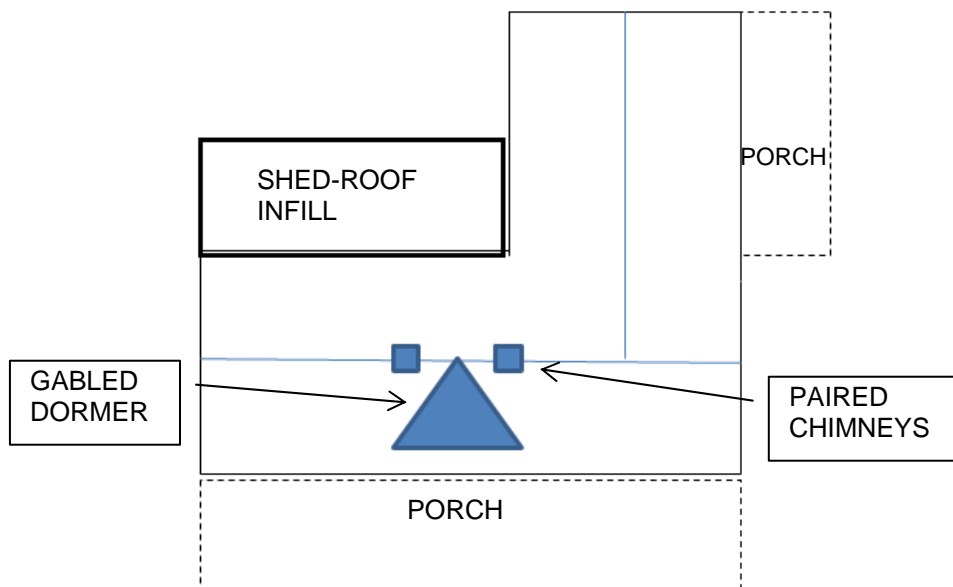 PORCH
SHED-ROOF
INFILL
GABLED
DORMER
PAIRED
CHIMNEYS
PORCH